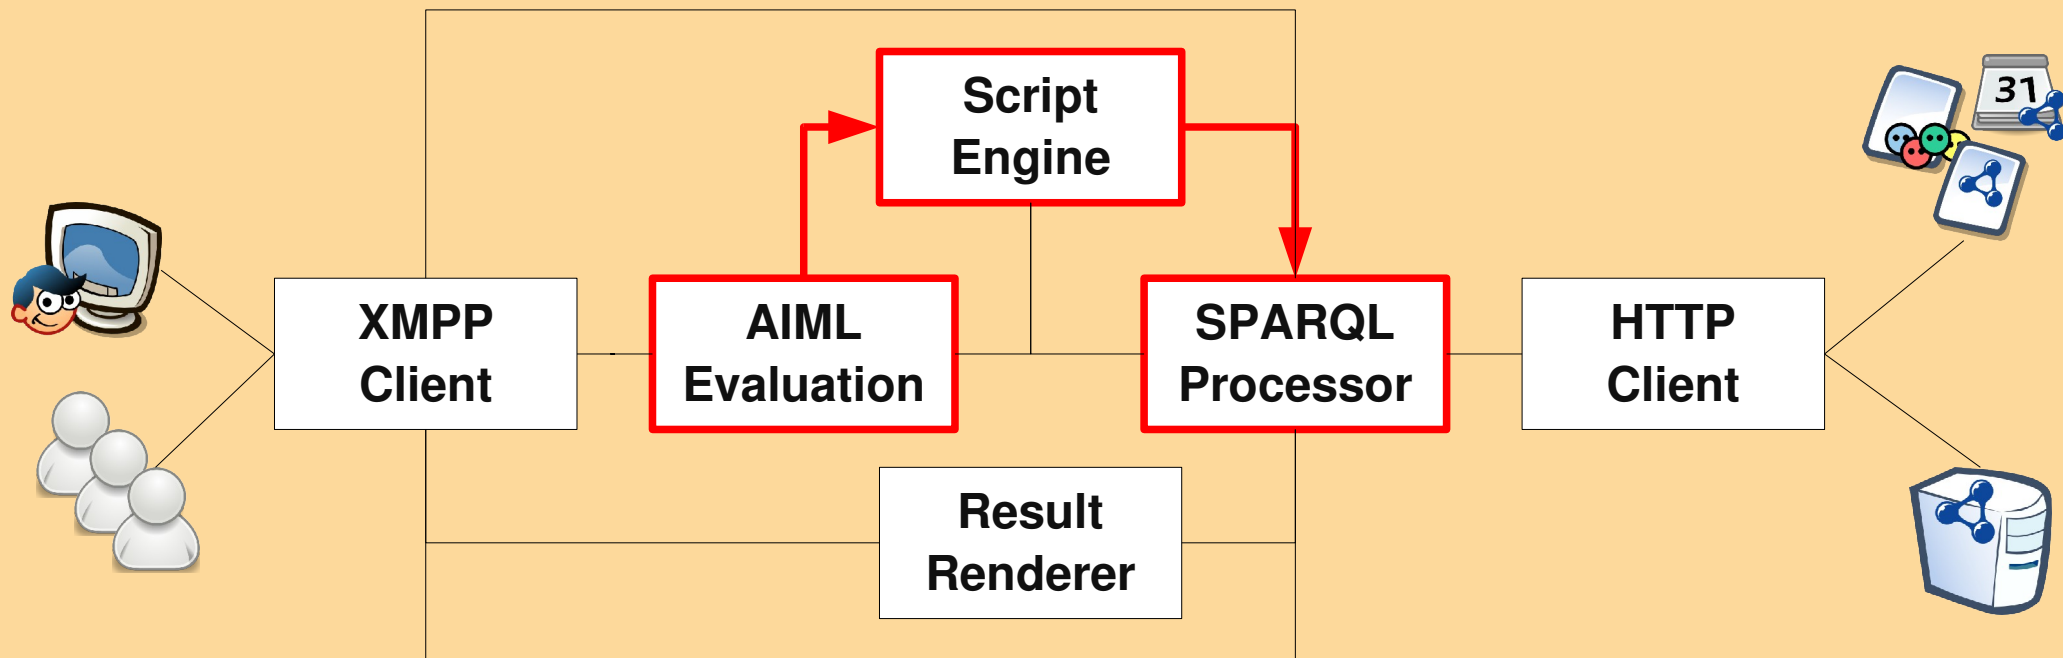 Script
Engine
31
XMPP
Client
AIML
Evaluation
SPARQL
Processor
HTTP
Client
Result
Renderer